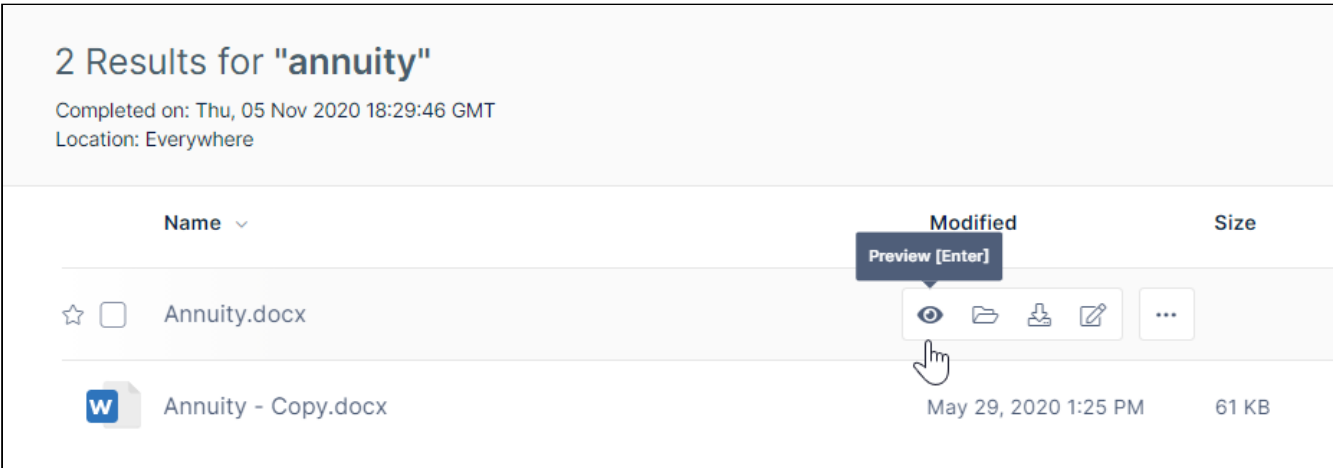 2 Results for "annuity"
Completed on: Thu, 05 Nov 2020 18:29:46 GMT
Location: Everywhere
Name Modified Size
Preview [Enter]
Annuity.docx
W Annuity - Copy.docx May 29, 2020 1:25 PM 61 KB